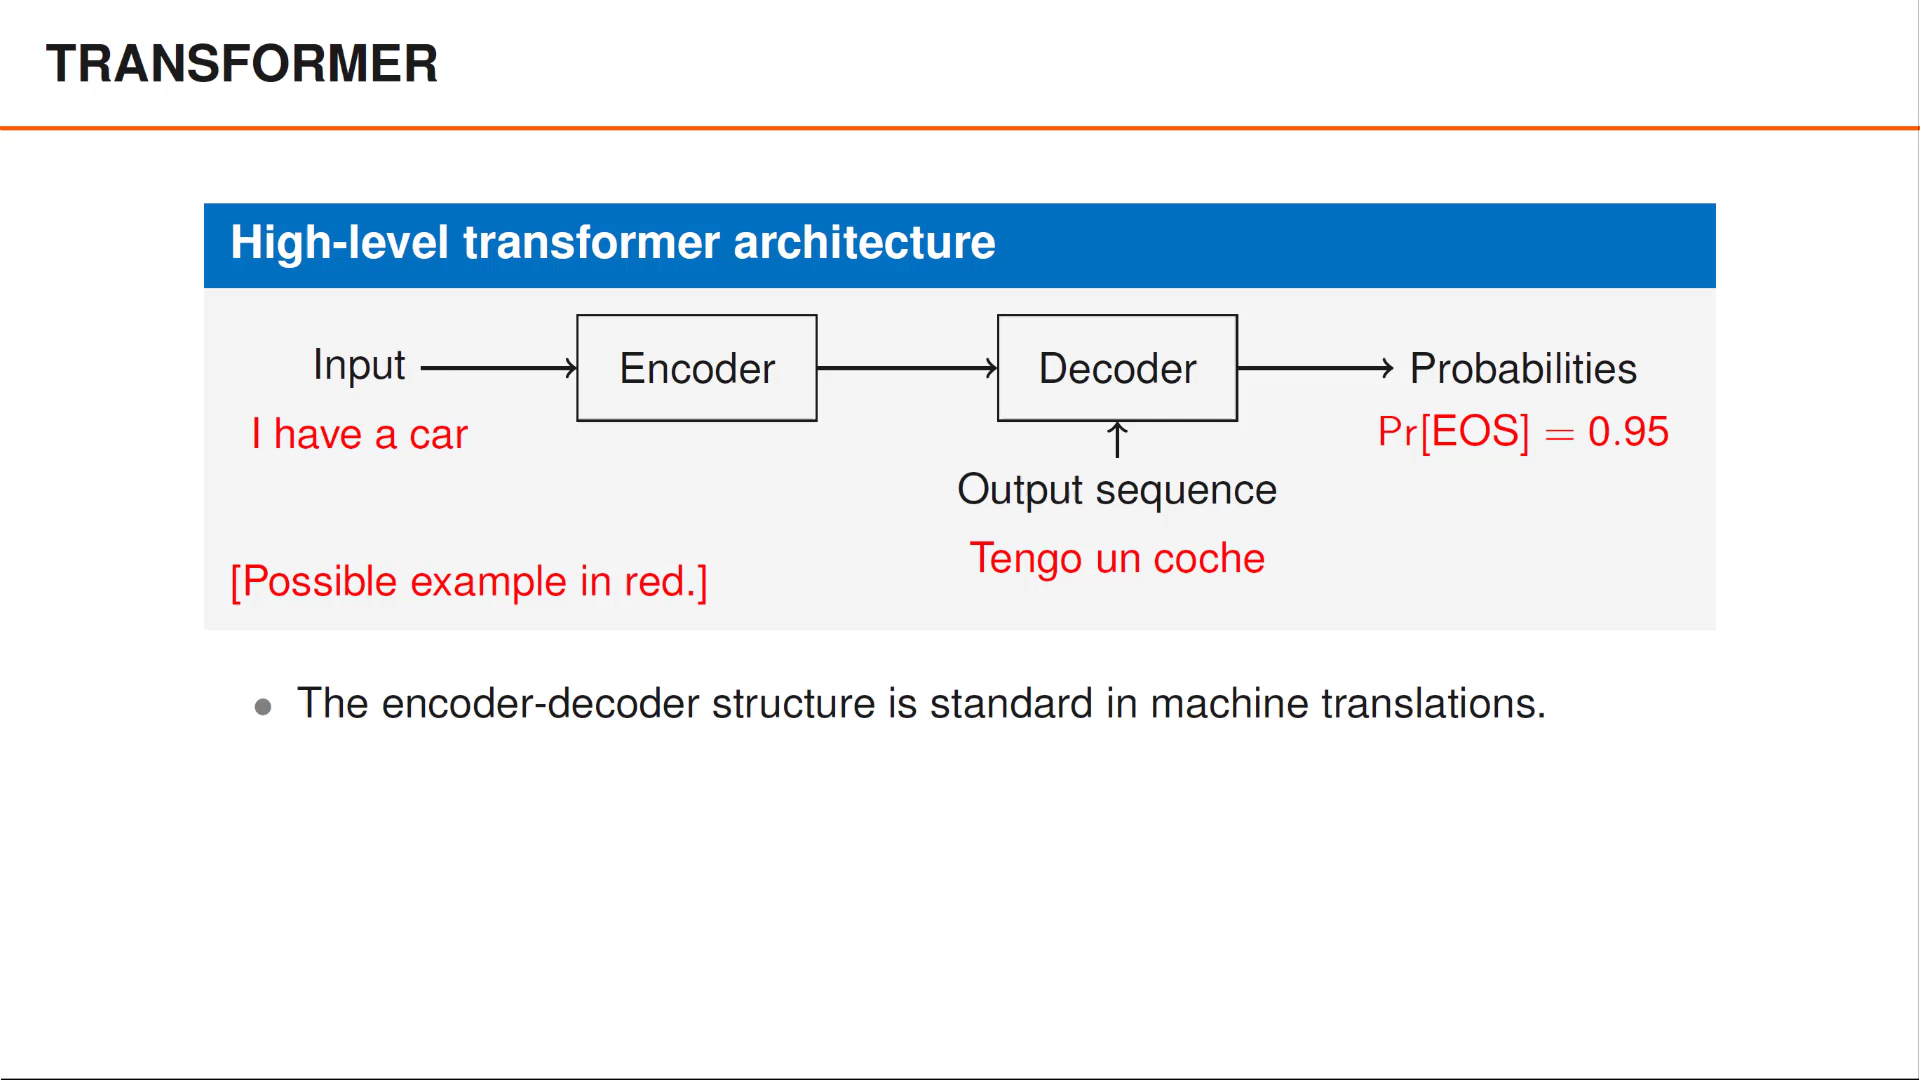 TRANSFORMER
High-level transformer architecture
Input
Encoder
Decoder
Probabilities
I have a car
Pr[EOS] = 0.95
Output sequence
Tengo un coche
[Possible example in red.]
• The encoder-decoder structure is standard in machine translations.